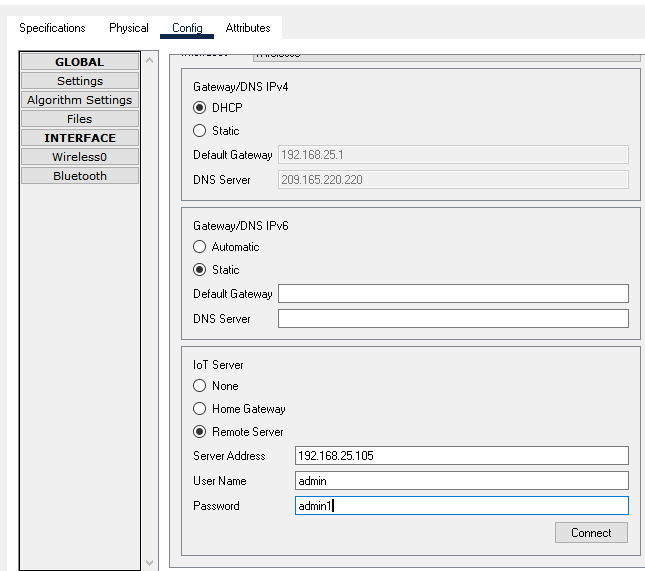 Specifications Physical Config Attributes
GLOBAL
Settings
Algorithm Settings
Files
INTERFACE
Wireless0
Bluetooth
Gateway/DNS IPv4
DHCP
Static
Default Gateway 192.168.25.1
DNS Server 209.165.220.220
Gateway/DNS IPv6
Automatic
Static
Default Gateway
DNS Server
IoT Server
None
Home Gateway
Remote Server
Server Address 192.168.25.105
User Name admin
Password admin1
Connect